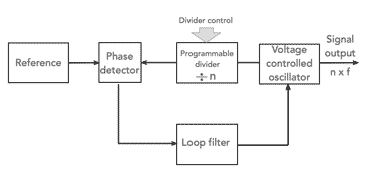 Divider control
Signal
output
n x f
Reference
Phase
detector
Programmable
divider
÷ n
Voltage
controlled
oscillator
Loop filter